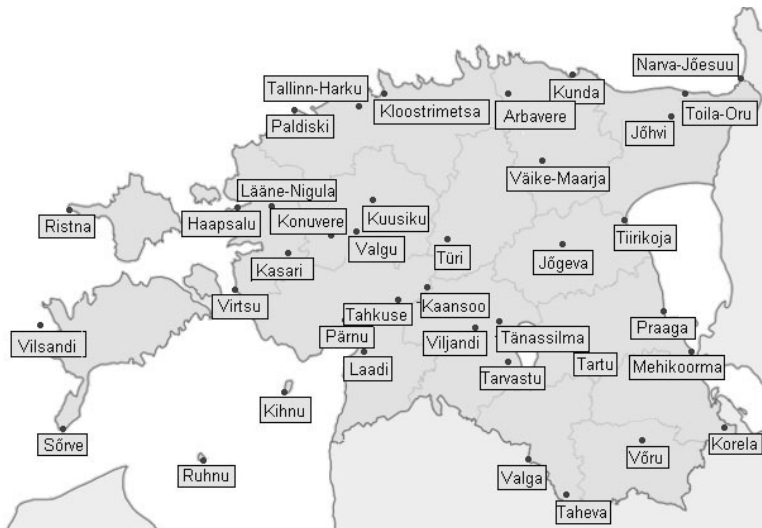 Narva-Jõesuu
Tallinn-Harku
Kunda
Kloostrimetsa
Arbavere
Toila-Oru
Paldiski
Jõhvi
Väike-Maarja
Lääne-Nigula
Ristna
Haapsalu
Konuvere
Kuusiku
Tiirikoja
Valgu
Türi
Jõgeva
Kasari
Virtsu
Tahkuse
Kaansoo
Praaga
Vilsandi
Pärnu
Viljandi
Tänassilma
Laadi
Tarvastu
Tartu
Mehikoorma
Kihnu
Sõrve
Korela
Võru
Ruhnu
Valga
Taheva